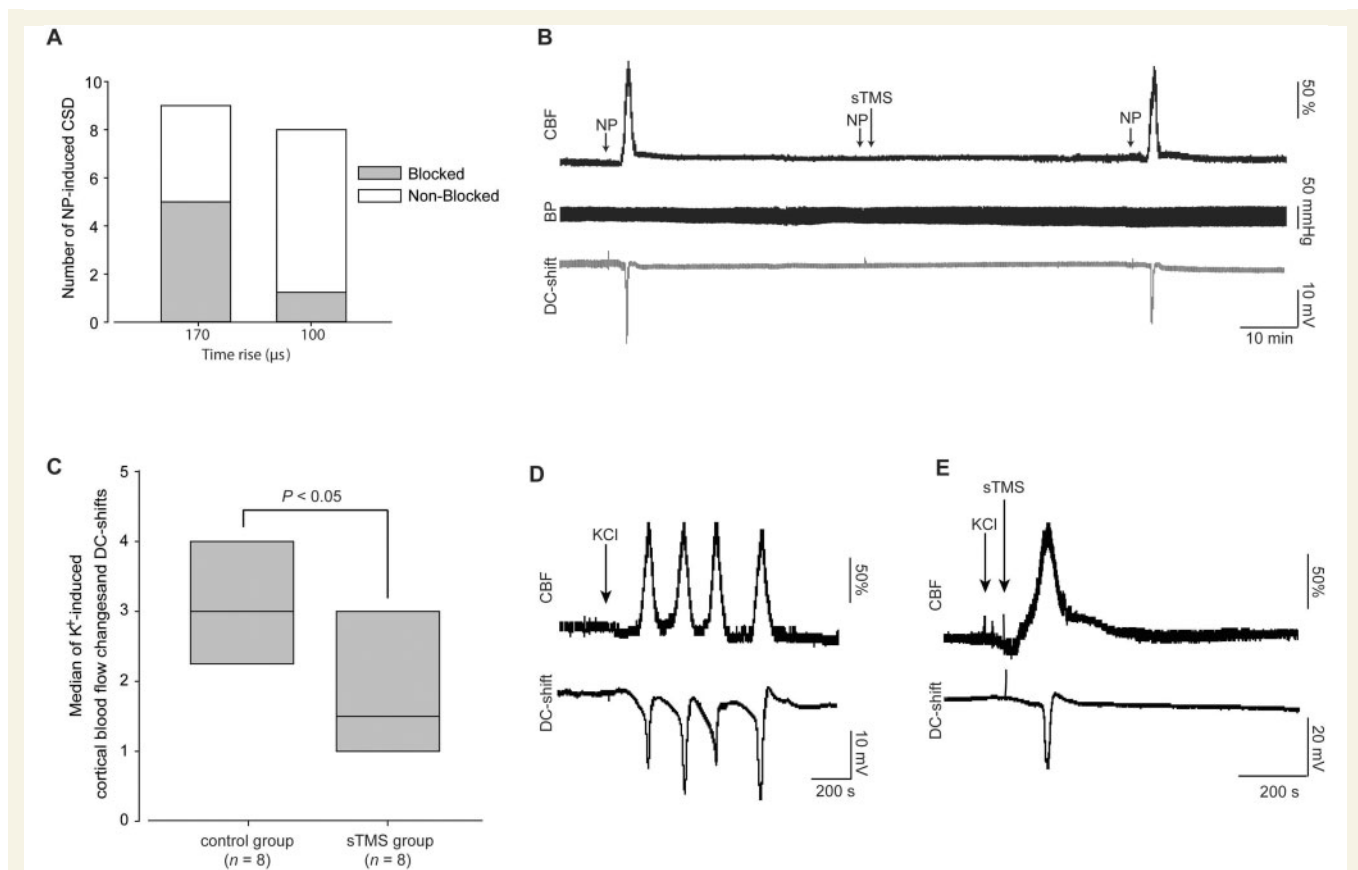 A
Number of NP-induced CSD
10
8
6
4
2
0
170
100
Time rise (µs)
Blocked
Non-Blocked
B
CBF
NP
sTMS
NP
NP
50 %
BP
50 mmHg
DC-shift
10 mV
10 min
C
Median of K⁺-induced
cortical blood flow changesand DC-shifts
5
4
3
2
1
0
P < 0.05
control group
(n = 8)
sTMS group
(n = 8)
D
KCl
CBF
50%
DC-shift
10 mV
200 s
E
sTMS
KCl
CBF
50%
DC-shift
20 mV
200 s